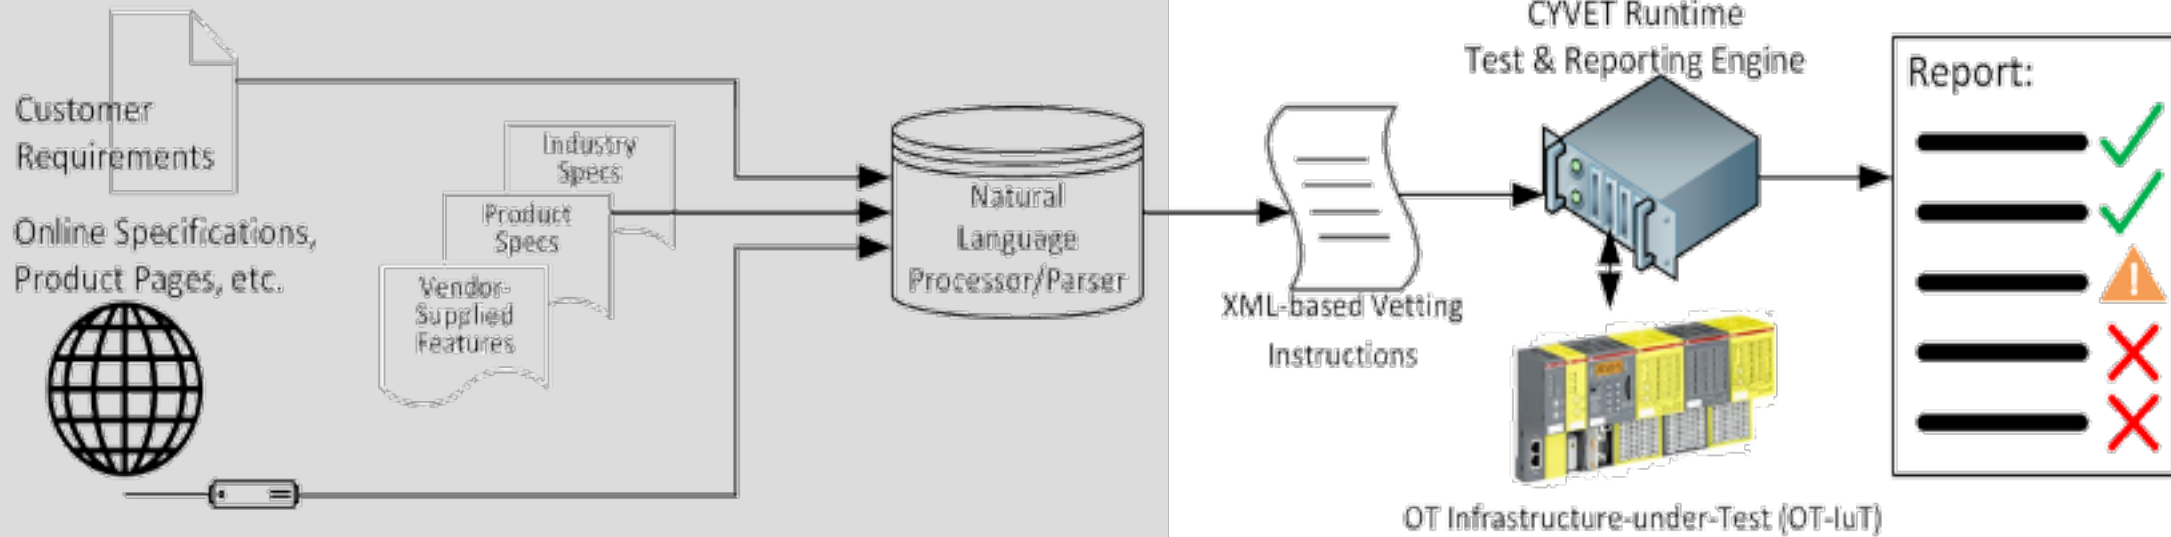 Customer
Requirements
Online Specifications,
Product Pages, etc.
Industry
Specs
Product
Specs
Vendor-
Supplied
Features
Natural
Language
Processor/Parser
XML-based Vetting
Instructions
CYVET Runtime
Test & Reporting Engine
OT Infrastructure-under-Test (OT-IuT)
Report: